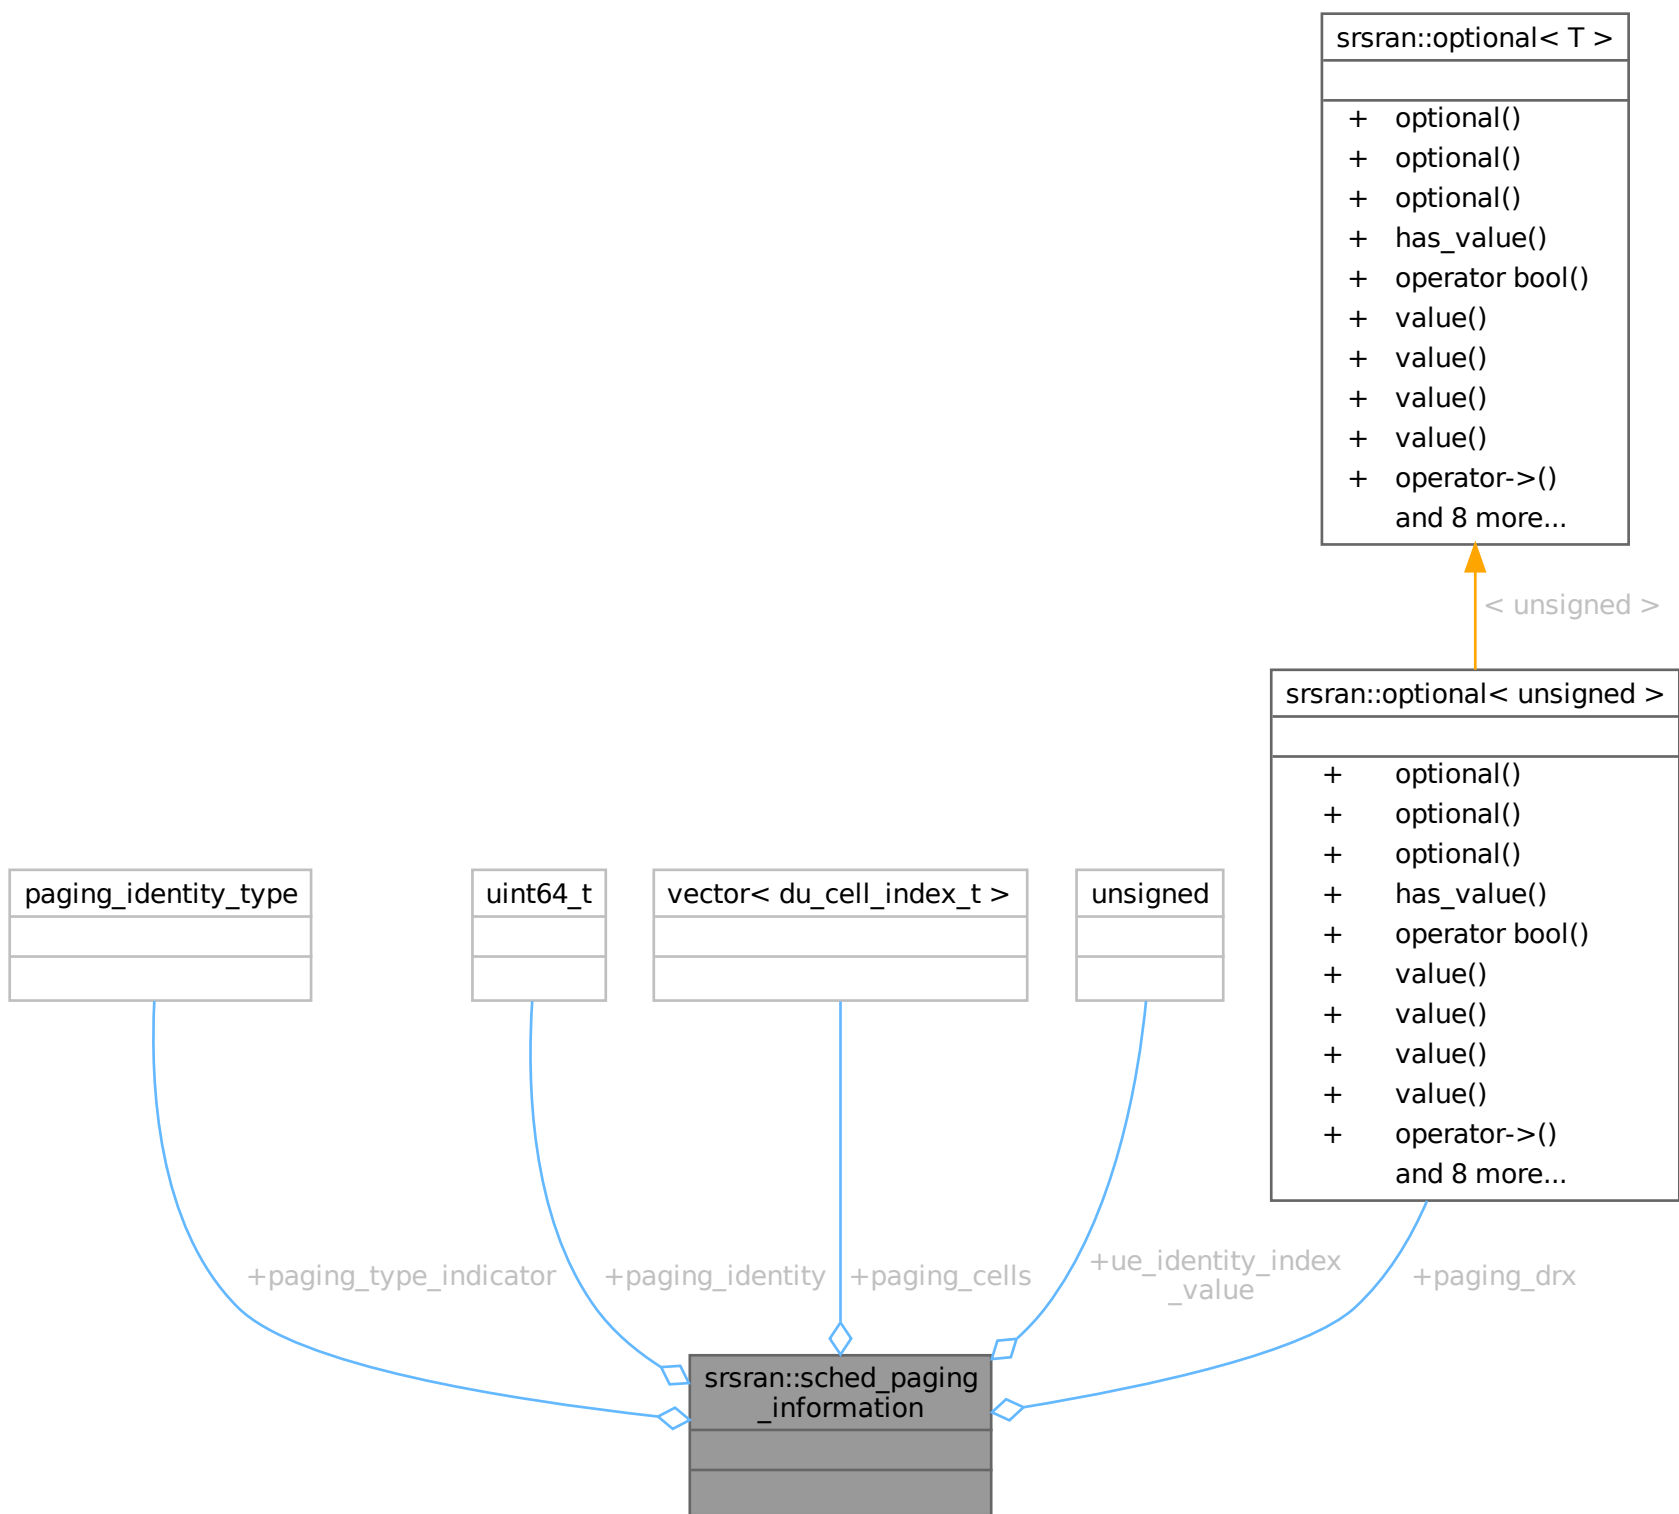 srsran::optional< T >
+ optional()
+ optional()
+ optional()
+ has_value()
+ operator bool()
+ value()
+ value()
+ value()
+ value()
+ operator->()
and 8 more...
< unsigned >
srsran::optional< unsigned >
+ optional()
+ optional()
+ optional()
+ has_value()
+ operator bool()
+ value()
+ value()
+ value()
+ value()
+ operator->()
and 8 more...
paging_identity_type
uint64_t
vector< du_cell_index_t >
unsigned
+paging_type_indicator
+paging_identity
+paging_cells
+ue_identity_index
_value
+paging_drx
srsran::sched_paging
_information